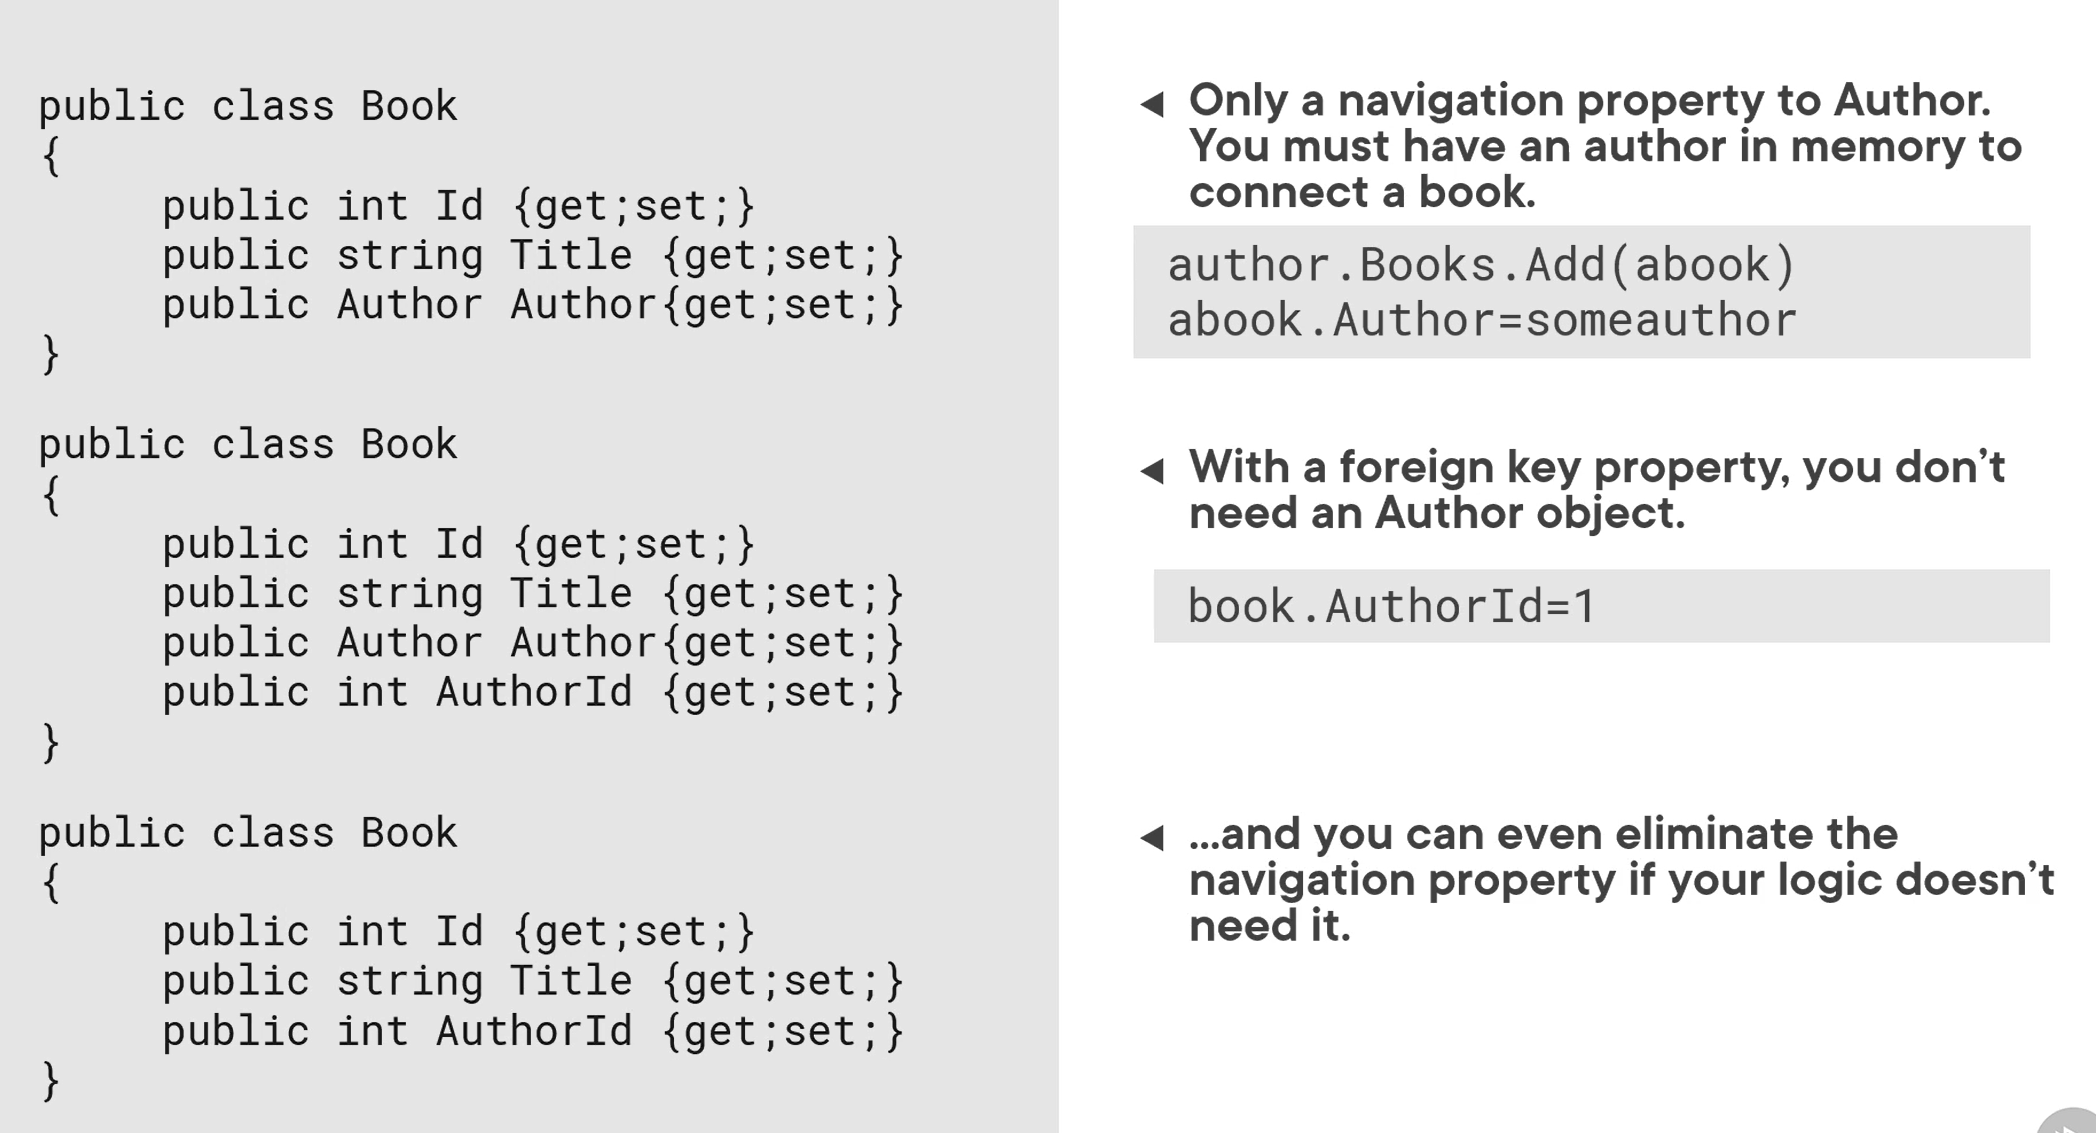 public class Book
{
public int Id {get;set;}
public string Title {get;set;}
public Author Author{get;set;}
}
public class Book
{
public int Id {get;set;}
public string Title {get;set;}
public Author Author{get;set;}
public int AuthorId {get;set;}
}
public class Book
{
public int Id {get;set;}
public string Title {get;set;}
public int AuthorId {get;set;}
}
Only a navigation property to Author.
You must have an author in memory to
connect a book.
author.Books.Add(abook)
abook.Author=someauthor
With a foreign key property, you don’t
need an Author object.
book.AuthorId=1
...and you can even eliminate the
navigation property if your logic doesn’t
need it.